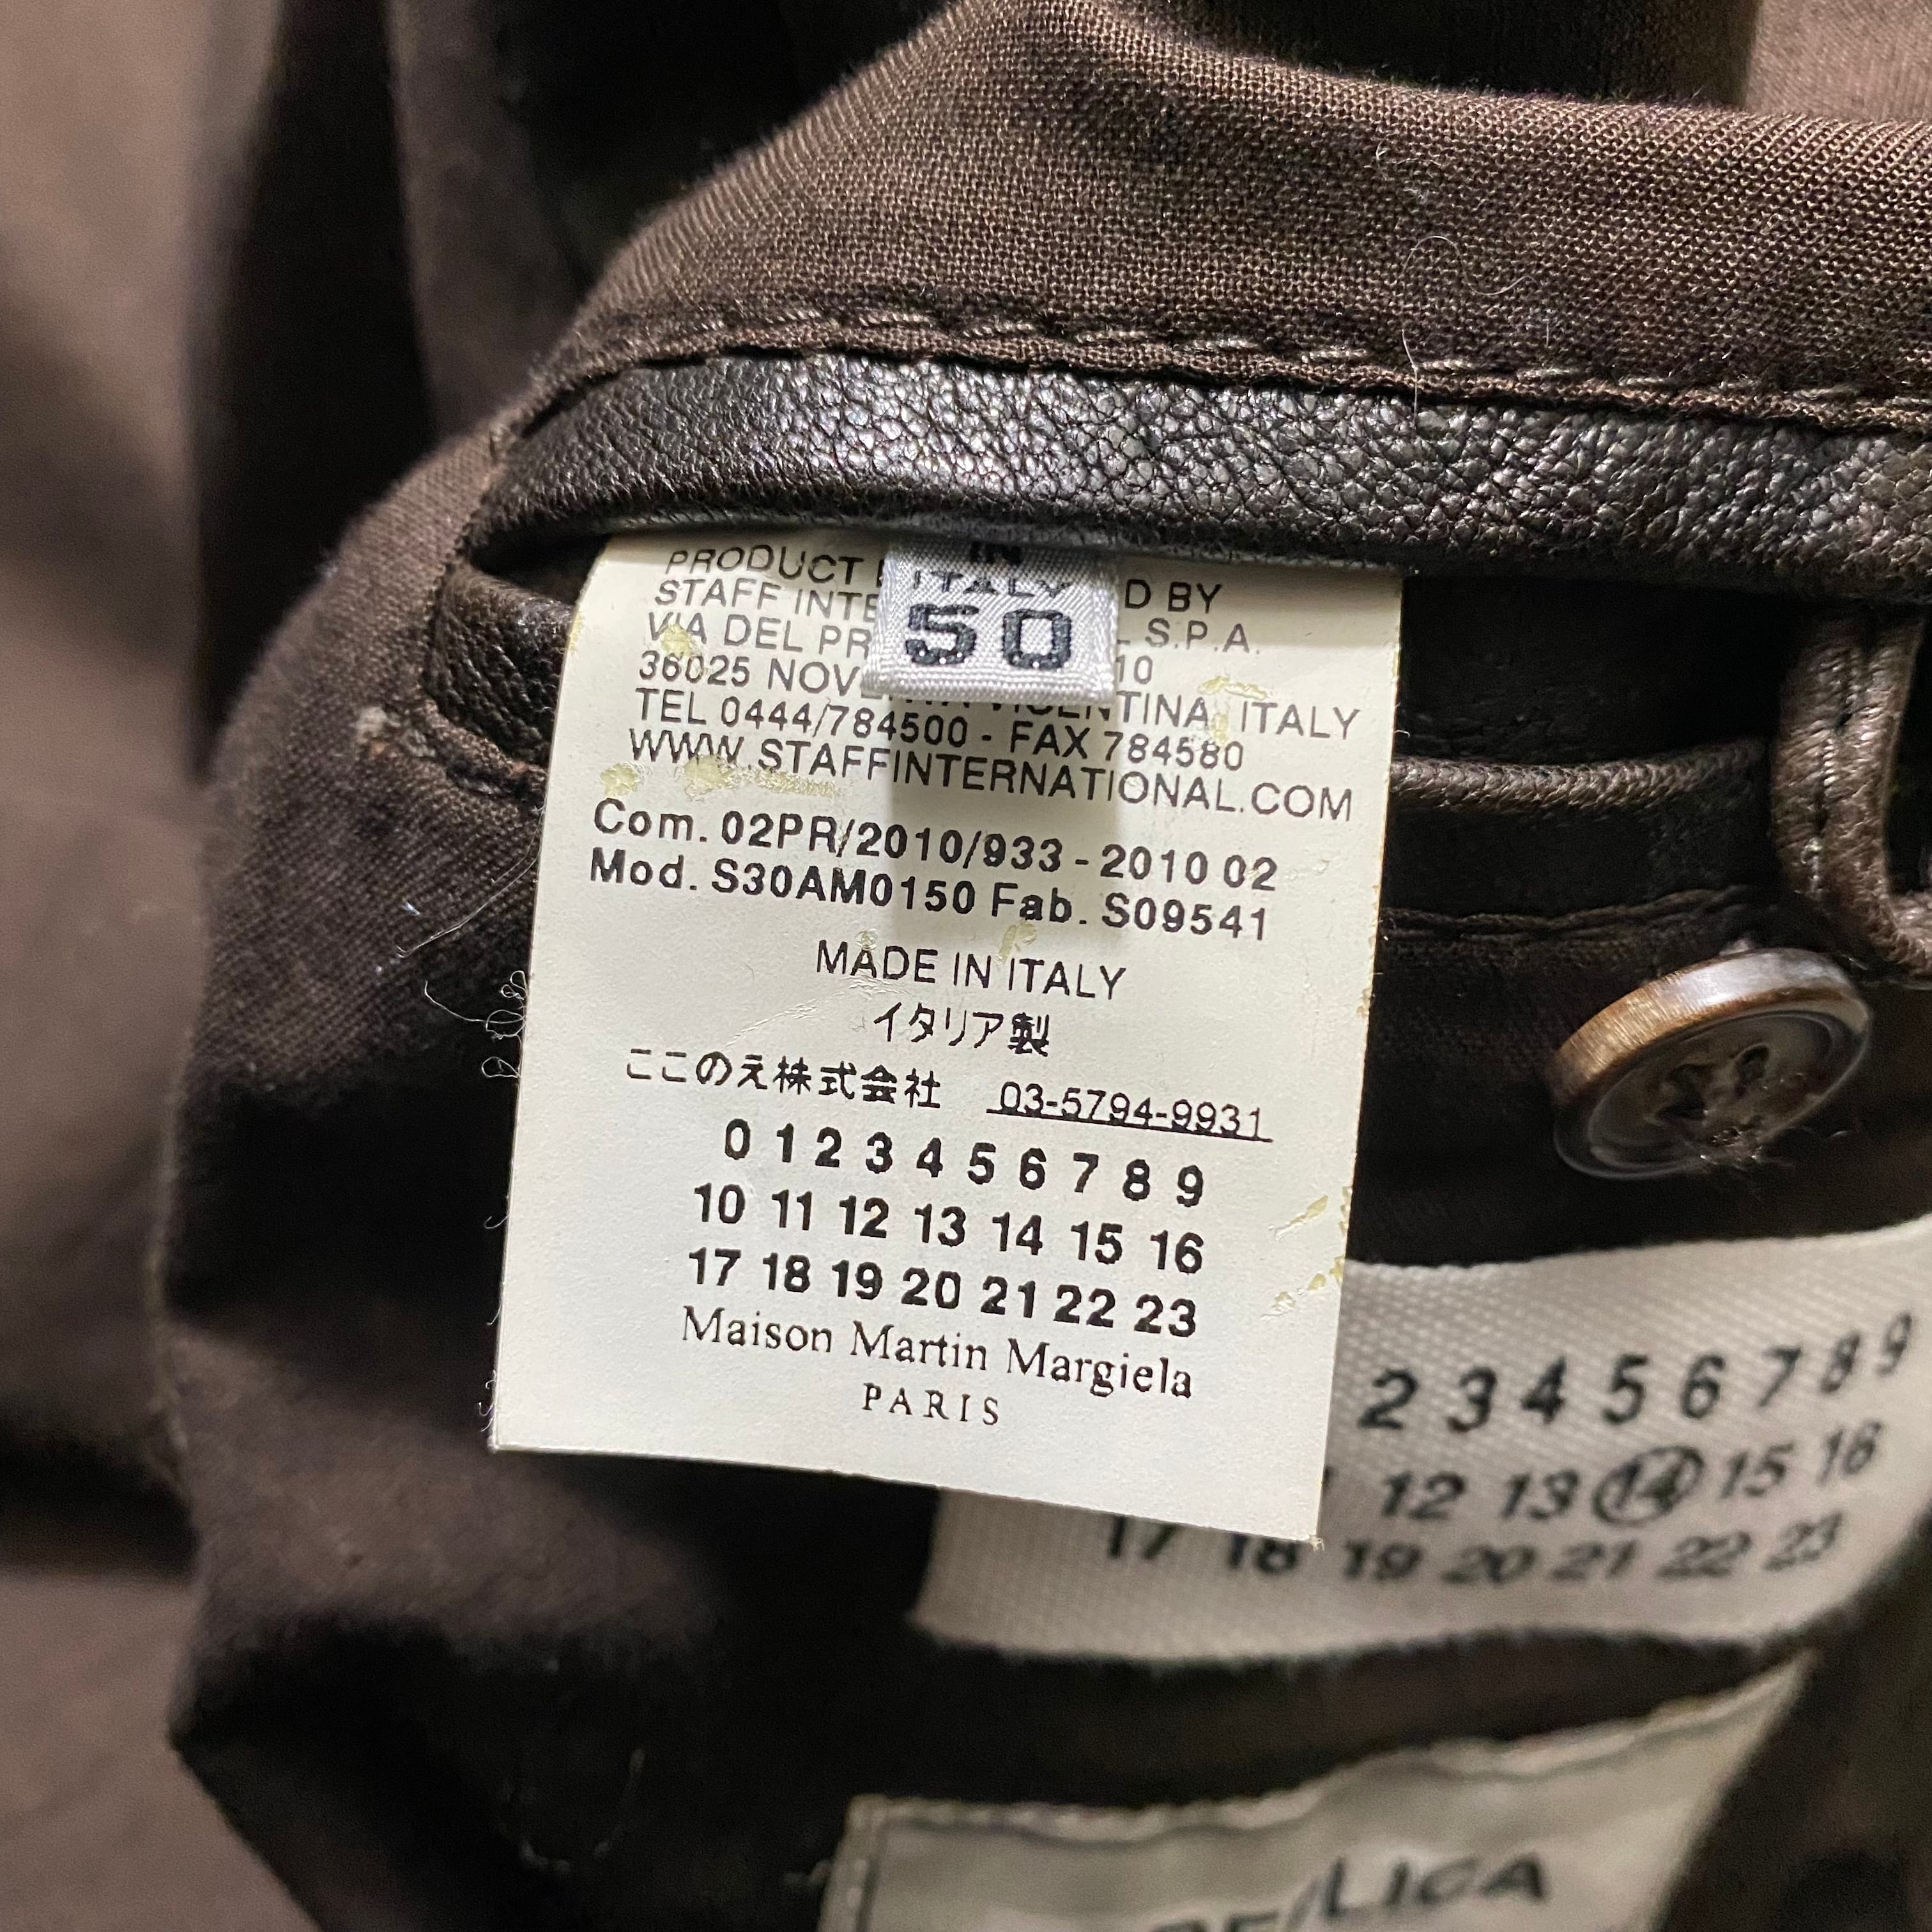 IN
ITALY
50
PRODUCT D BY
STAFF INTE L S.P.A.
VIA DEL PR 10
36025 NOV VICENTINA, ITALY
TEL 0444/784500 - FAX 784580
WWW.STAFFINTERNATIONAL.COM
Com. 02PR/2010/933 - 2010 02
Mod. S30AM0150 Fab. S09541
MADE IN ITALY
イタリア製
ここのえ株式会社 03-5794-9931
0 1 2 3 4 5 6 7 8 9
10 11 12 13 14 15 16
17 18 19 20 21 22 23
Maison Martin Margiela
PARIS
2 3 4 5 6 7 8 9
12 13 14 15 16
17 18 19 20 21 22 23